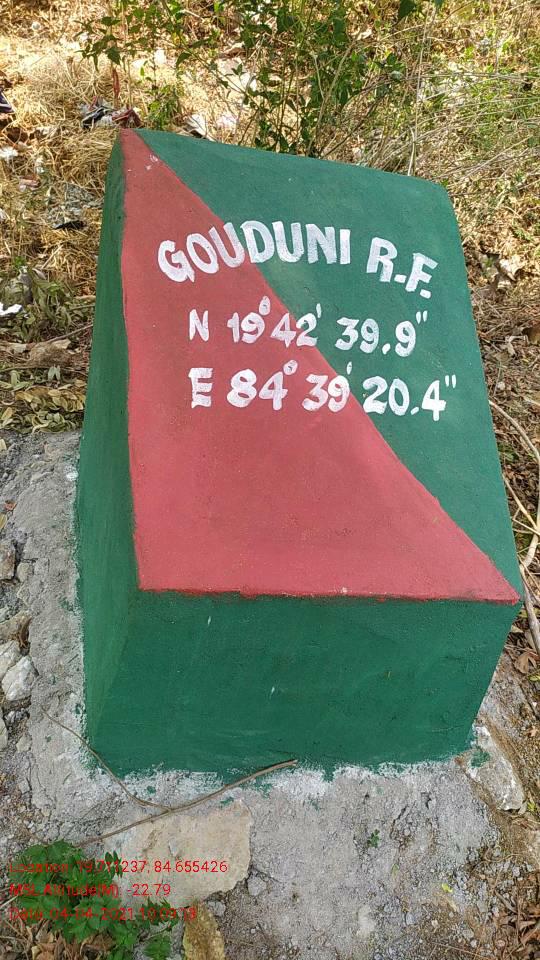 GOUDUNI R.F.
N 19° 42' 39.9"
E 84° 39' 20.4"
Location: 19.711237, 84.655426
MSL Altitude(M): -22.79
Date: 04-04-2021 10:09:13